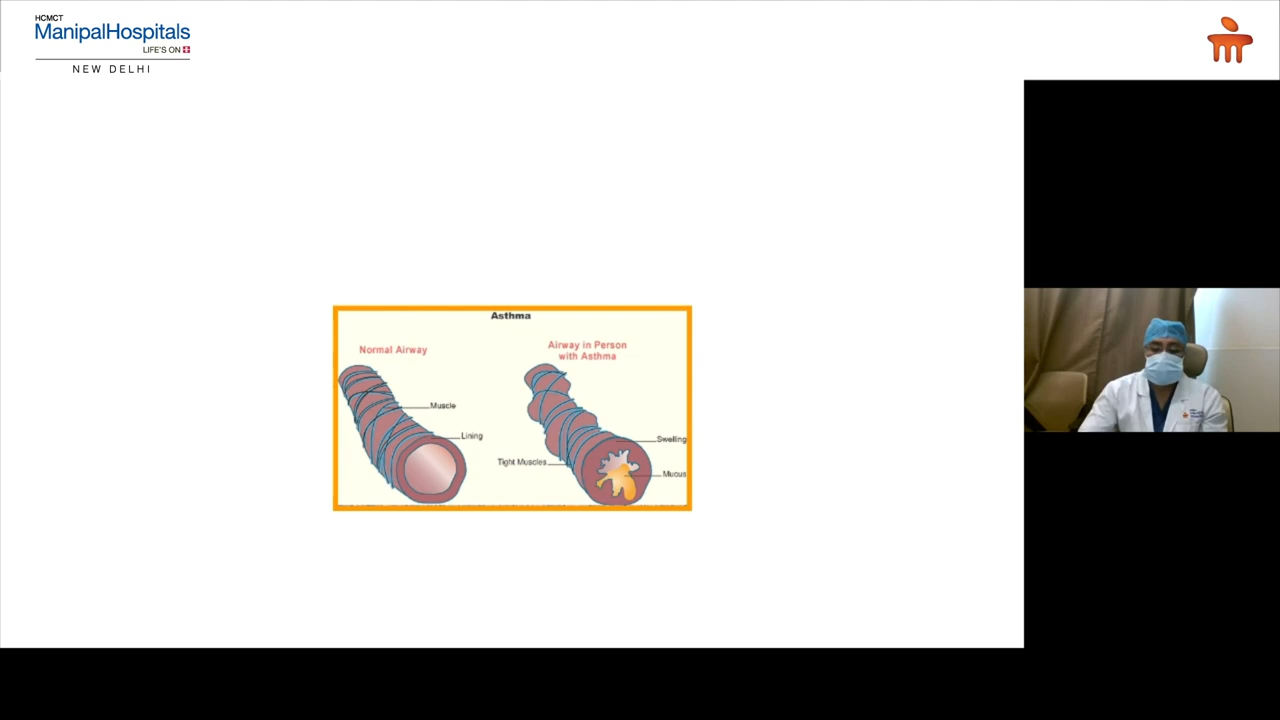 HCMCT
ManipalHospitals
LIFE'S ON
NEW DELHI
Asthma
Normal Airway
Airway in Person
with Asthma
Muscle
Lining
Swelling
Tight Muscles
Mucus